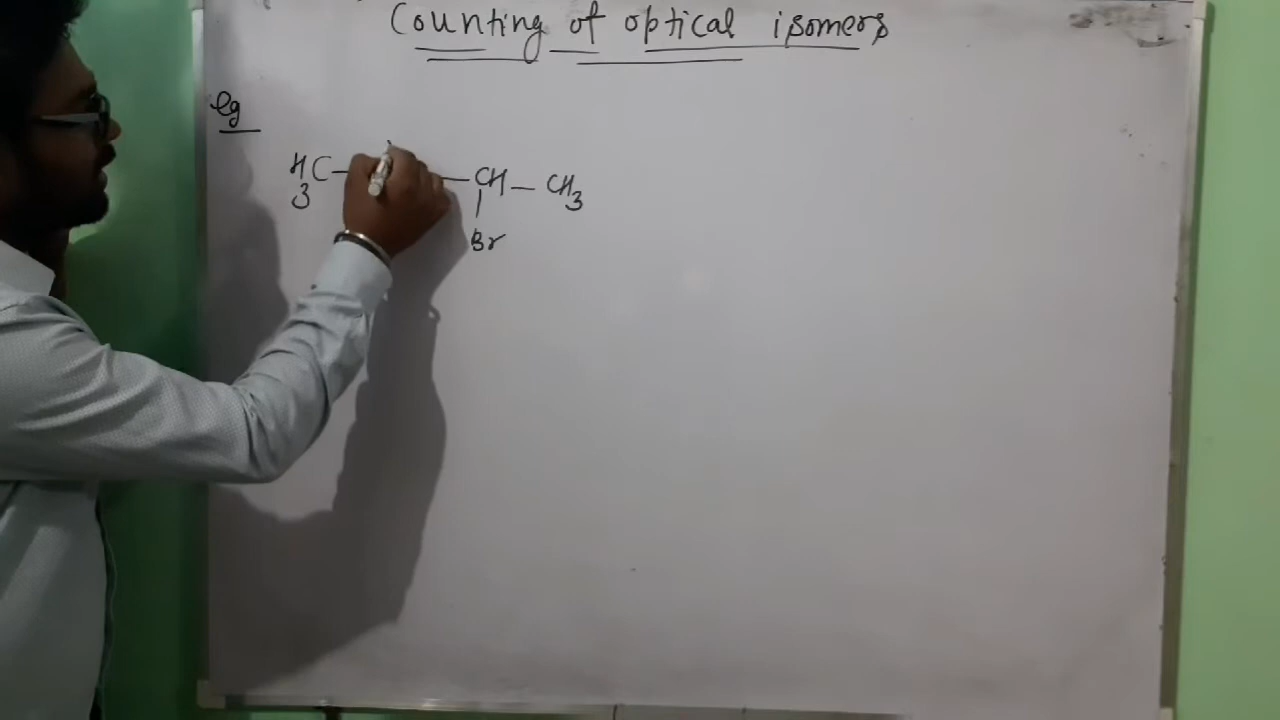 Counting of optical isomers
eg
H3C— —CH—CH3
|
Br